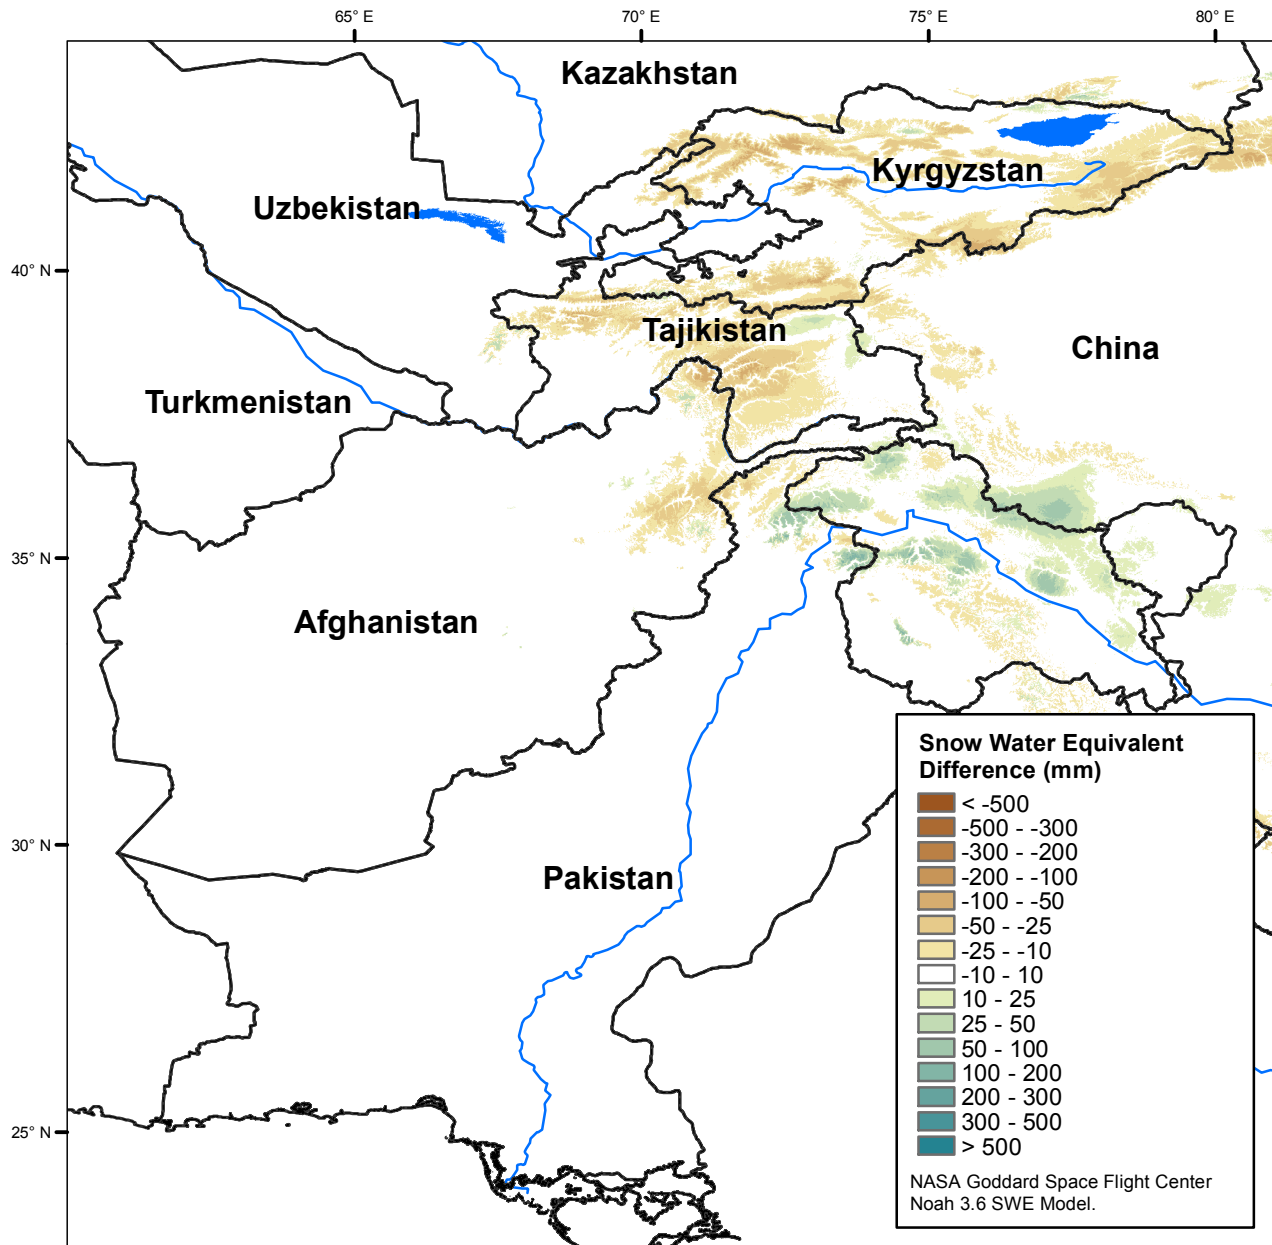 65° E
70° E
75° E
80° E
Kazakhstan
Kyrgyzstan
Uzbekistan
40° N
Tajikistan
China
Turkmenistan
35° N
Afghanistan
Snow Water Equivalent
Difference (mm)
< -500
-500 - -300
-300 - -200
-200 - -100
-100 - -50
-50 - -25
-25 - -10
-10 - 10
10 - 25
25 - 50
50 - 100
100 - 200
200 - 300
300 - 500
> 500
NASA Goddard Space Flight Center
Noah 3.6 SWE Model.
30° N
Pakistan
25° N